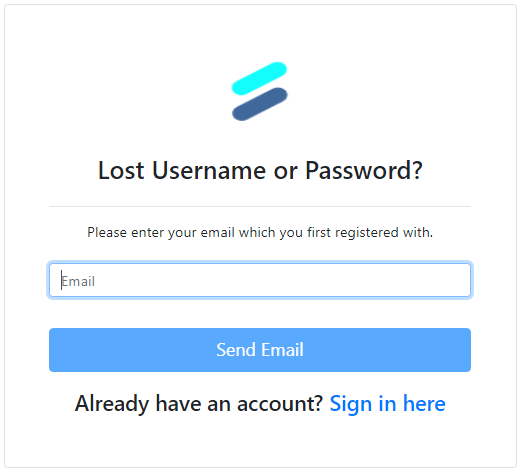 Lost Username or Password?
Please enter your email which you first registered with.
Email
Send Email
Already have an account? Sign in here